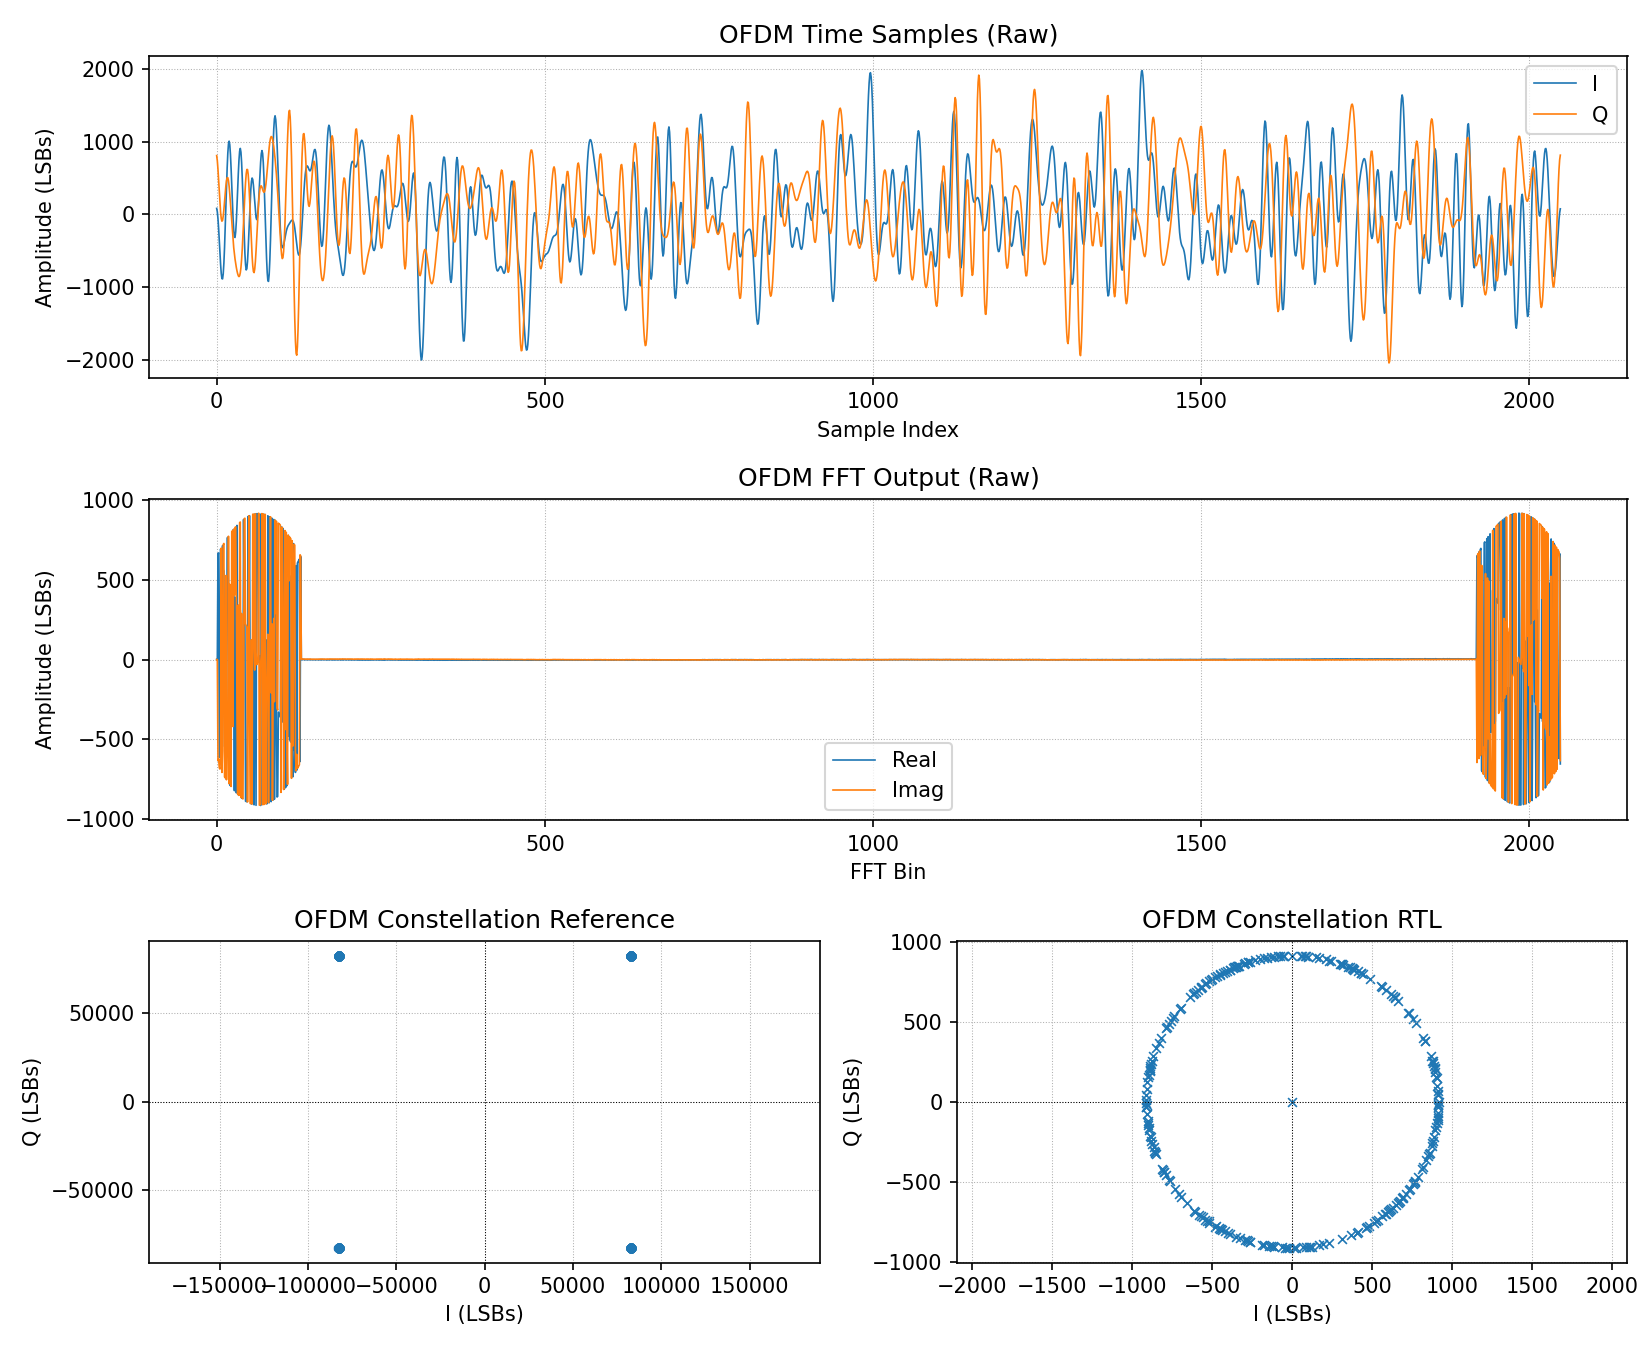 OFDM Time Samples (Raw)
Amplitude (LSBs)
2000
1000
0
−1000
−2000
I
Q
0 500 1000 1500 2000
Sample Index
OFDM FFT Output (Raw)
Amplitude (LSBs)
1000
500
0
−500
−1000
Real
Imag
0 500 1000 1500 2000
FFT Bin
OFDM Constellation Reference
Q (LSBs)
50000
0
−50000
−150000 −100000 −50000 0 50000 100000 150000
I (LSBs)
OFDM Constellation RTL
Q (LSBs)
1000
500
0
−500
−1000
−2000 −1500 −1000 −500 0 500 1000 1500 2000
I (LSBs)